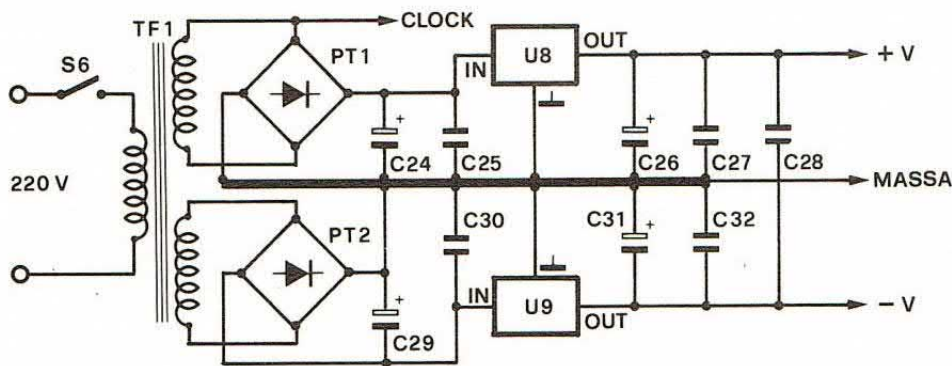 TF1
CLOCK
S6
PT1
IN
U8
OUT
+ V
+
C24
C25
+
C26
C27
C28
220 V
MASSA
PT2
C30
C31
+
C32
IN
U9
OUT
- V
+
C29